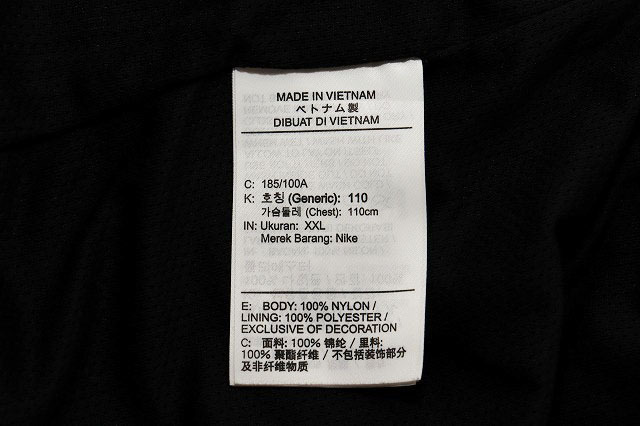 MADE IN VIETNAM
ベトナム製
DIBUAT DI VIETNAM
C: 185/100A
K: 호칭 (Generic): 110
가슴둘레 (Chest): 110cm
IN: Ukuran: XXL
Merek Barang: Nike
E: BODY: 100% NYLON /
LINING: 100% POLYESTER /
EXCLUSIVE OF DECORATION
C: 面料: 100% 锦纶 / 里料:
100% 聚酯纤维 / 不包括装饰部分
及非纤维物质